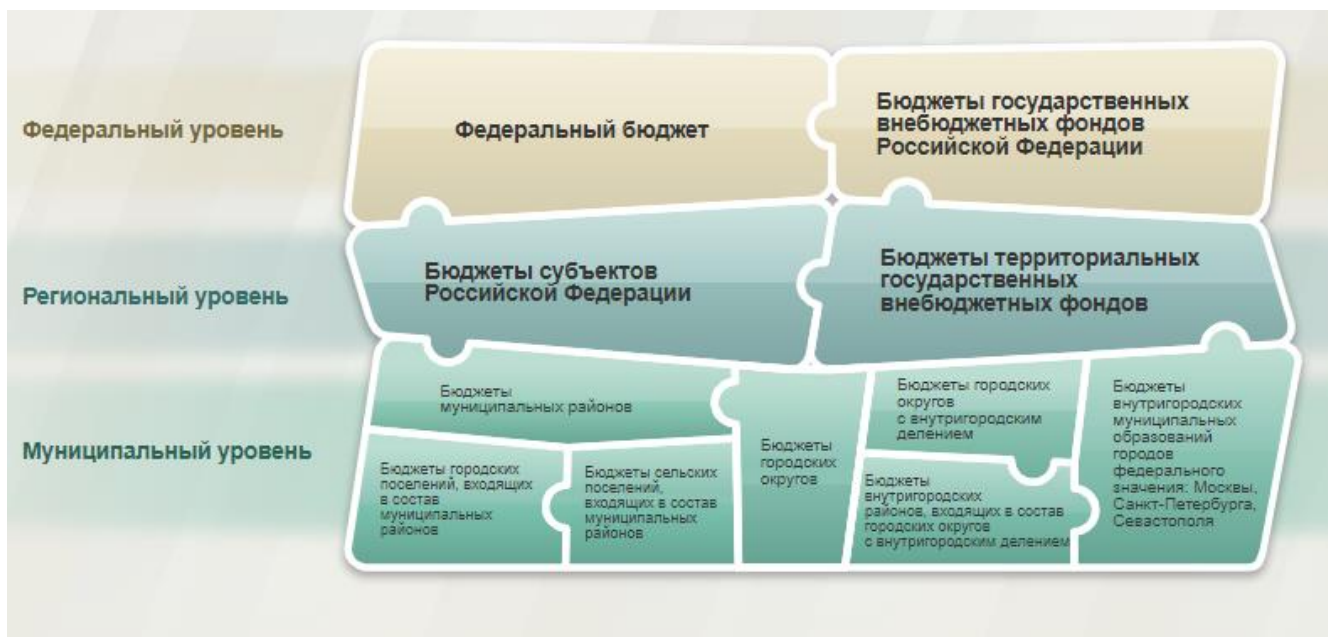 Федеральный уровень
Федеральный бюджет
Бюджеты государственных
внебюджетных фондов
Российской Федерации
Региональный уровень
Бюджеты субъектов
Российской Федерации
Бюджеты территориальных
государственных
внебюджетных фондов
Муниципальный уровень
Бюджеты
муниципальных районов
Бюджеты городских
поселений, входящих
в состав
муниципальных
районов
Бюджеты сельских
поселений,
входящих в состав
муниципальных
районов
Бюджеты
городских
округов
Бюджеты городских
округов
с внутригородским
делением
Бюджеты
внутригородских
районов, входящих в состав
городских округов
с внутригородским делением
Бюджеты
внутригородских
муниципальных
образований
городов
федерального
значения: Москвы,
Санкт-Петербурга,
Севастополя